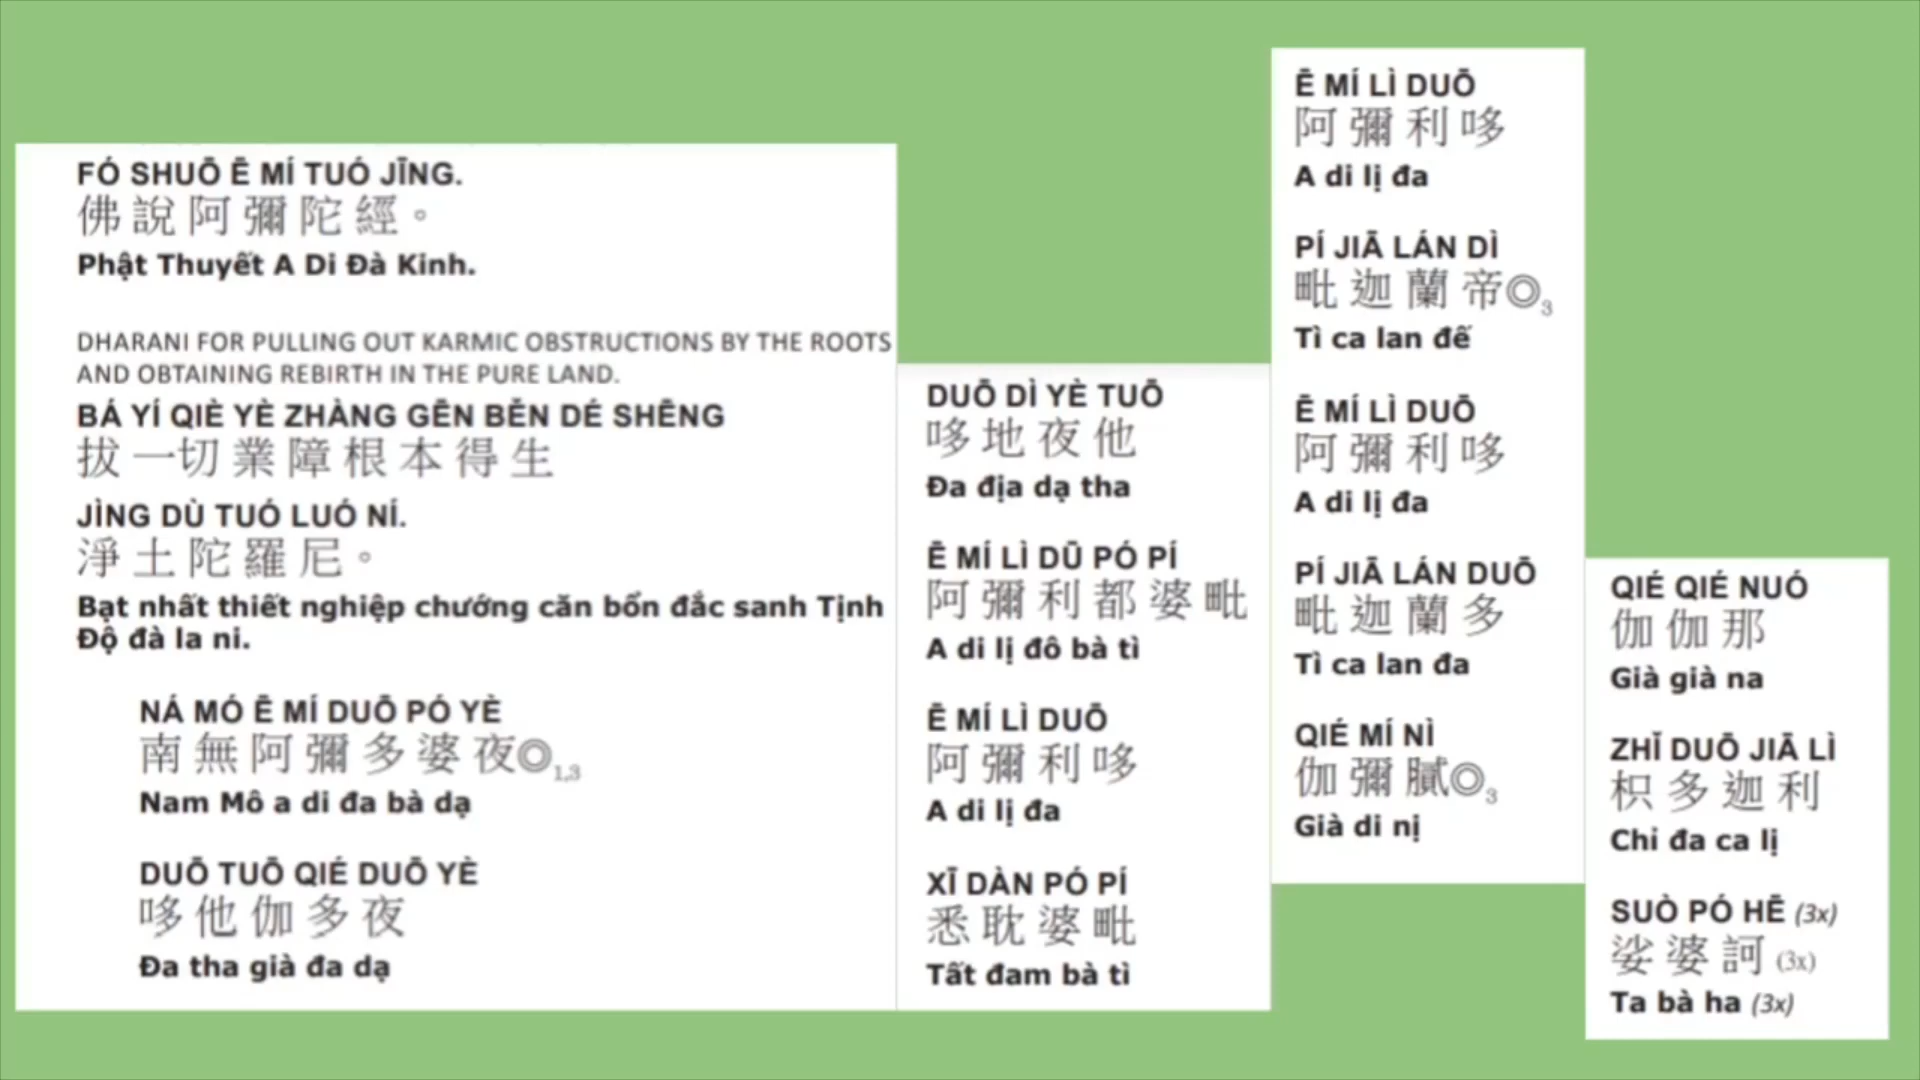 FÓ SHUŌ Ē MÍ TUÓ JĪNG.
佛說阿彌陀經。
Phật Thuyết A Di Đà Kinh.
DHARANI FOR PULLING OUT KARMIC OBSTRUCTIONS BY THE ROOTS
AND OBTAINING REBIRTH IN THE PURE LAND.
BÁ YÍ QIÈ YÈ ZHÀNG GĒN BĚN DÉ SHĒNG
拔一切業障根本得生
JÌNG DÙ TUÓ LUÓ NÍ.
淨土陀羅尼。
Bạt nhất thiết nghiệp chướng căn bổn đắc sanh Tịnh
Độ đà la ni.
NÁ MÓ Ē MÍ DUŌ PÓ YÈ
南無阿彌多婆夜◎1,3
Nam Mô a di đa bà dạ
DUŌ TUŌ QIÉ DUŌ YÈ
哆他伽多夜
Đa tha già đa dạ
DUŌ DÌ YÈ TUŌ
哆地夜他
Đa địa dạ tha
Ē MÍ LÌ DŪ PÓ PÍ
阿彌利都婆毗
A di lị đô bà tì
Ē MÍ LÌ DUŌ
阿彌利哆
A di lị đa
XĪ DÀN PÓ PÍ
悉耽婆毗
Tất đam bà tì
Ē MÍ LÌ DUŌ
阿彌利哆
A di lị đa
PÍ JIĀ LÁN DÌ
毗迦蘭帝◎3
Tì ca lan đế
Ē MÍ LÌ DUŌ
阿彌利哆
A di lị đa
PÍ JIĀ LÁN DUŌ
毗迦蘭多
Tì ca lan đa
QIÉ MÍ NÌ
伽彌膩◎3
Già di nị
QIÉ QIÉ NUÓ
伽伽那
Già già na
ZHǏ DUŌ JIĀ LÌ
枳多迦利
Chỉ đa ca lị
SUÒ PÓ HĒ (3x)
娑婆訶 (3x)
Ta bà ha (3x)